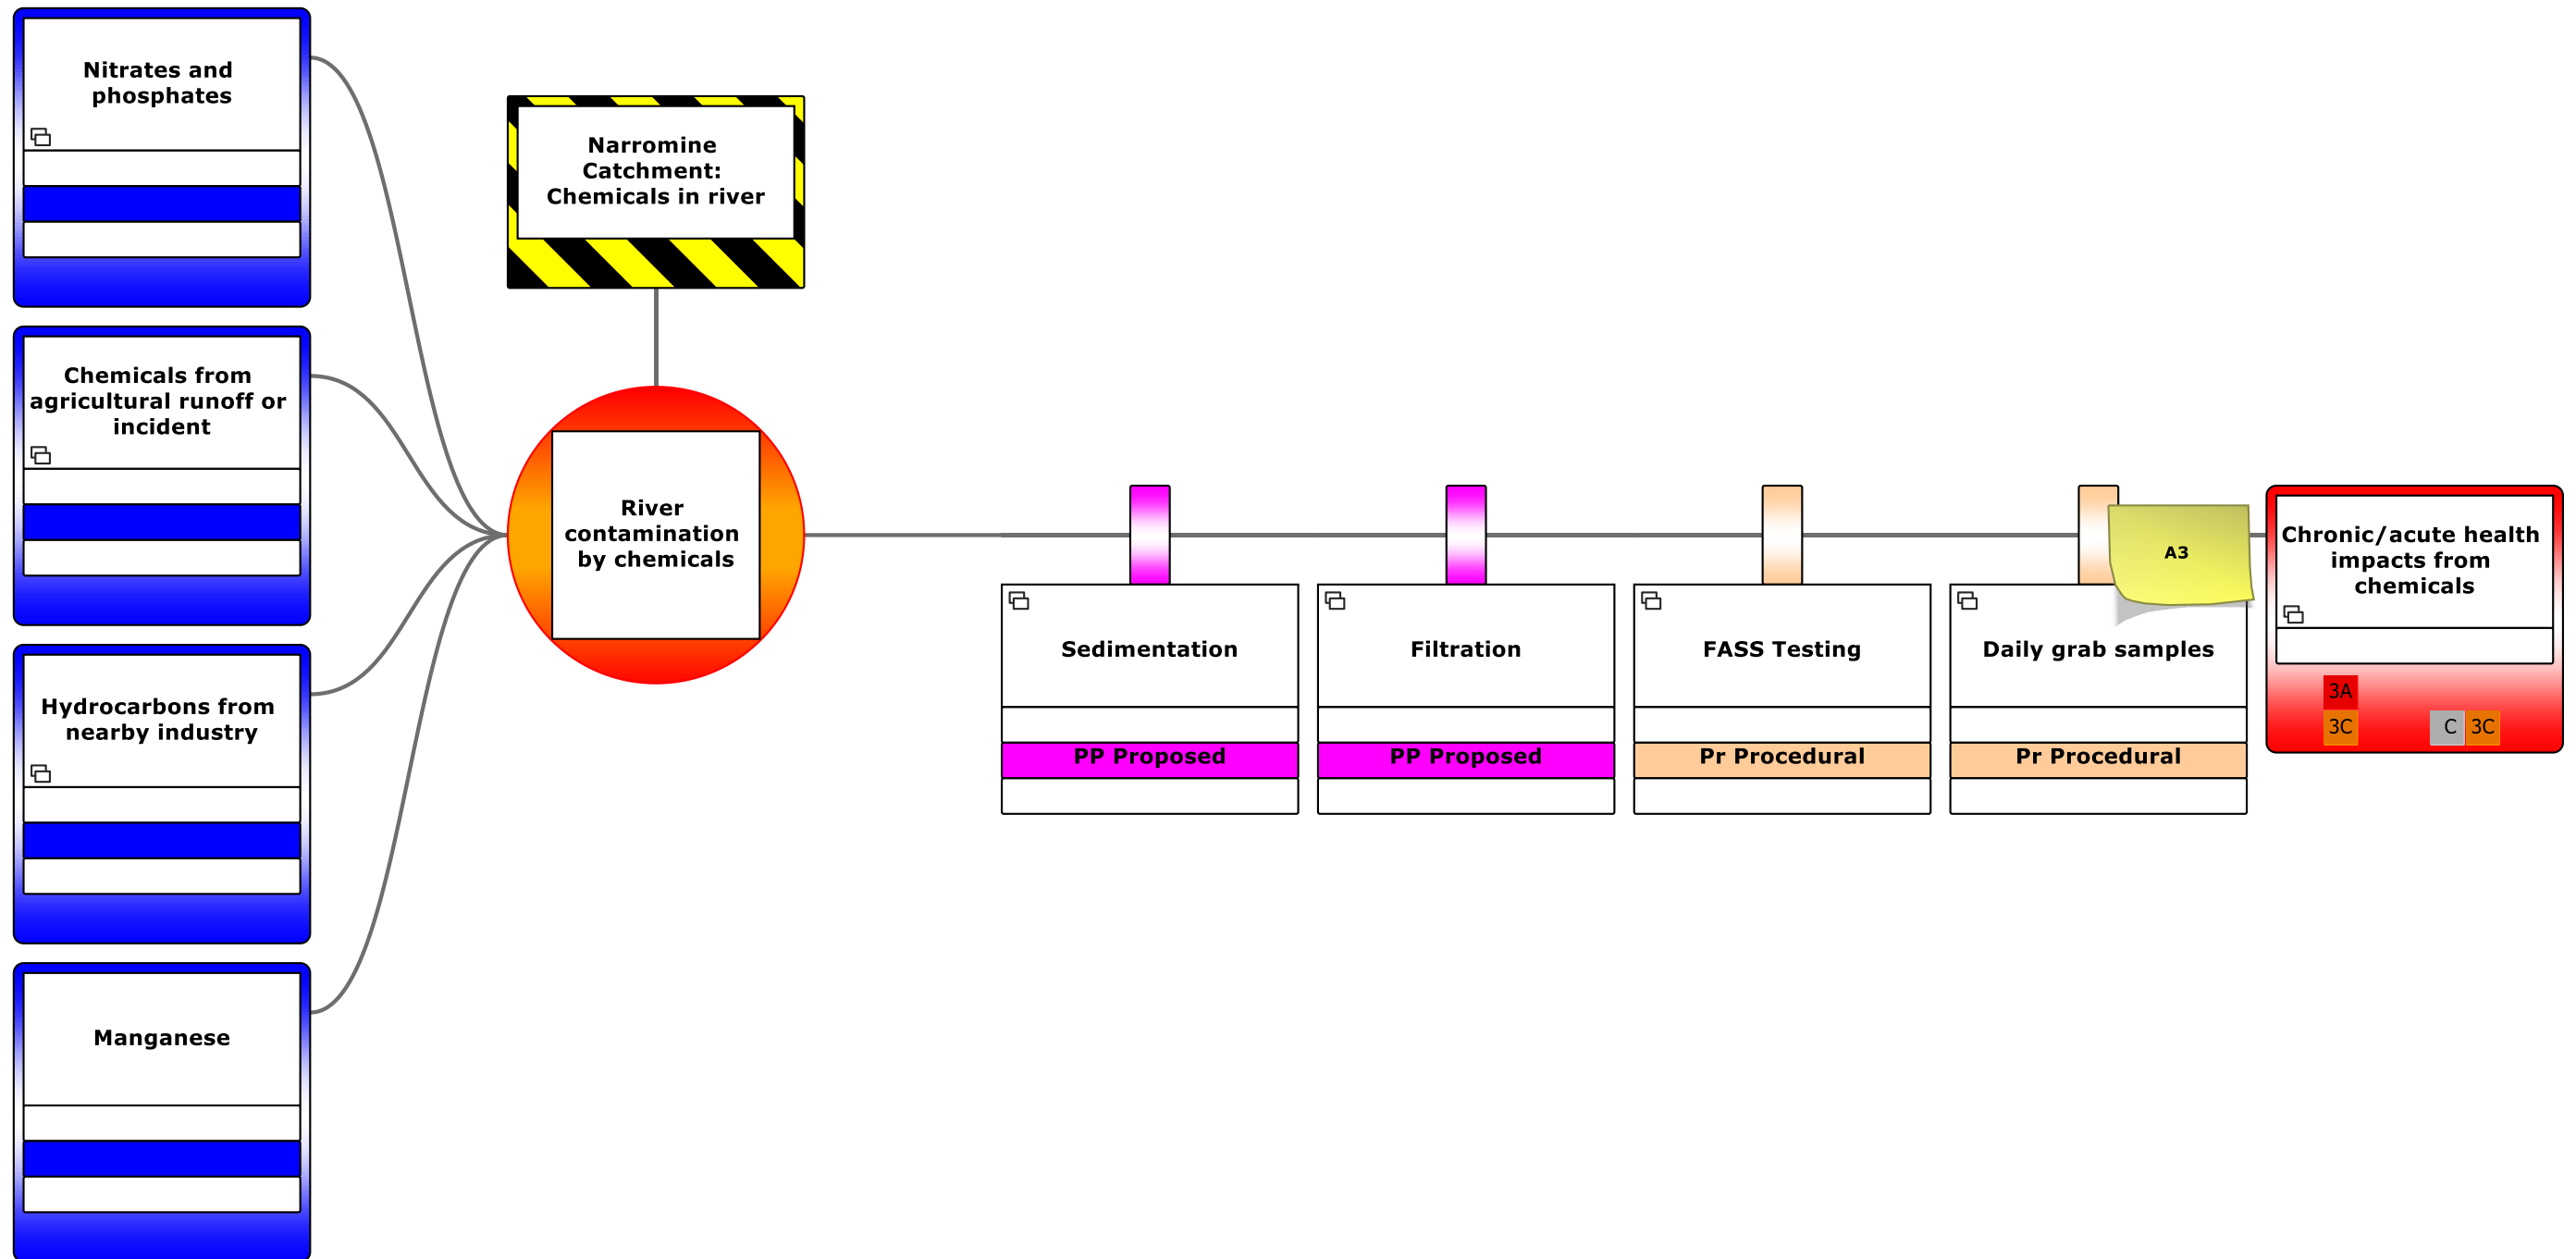 Nitrates and
phosphates
Chemicals from
agricultural runoff or
incident
Hydrocarbons from
nearby industry
Manganese
Narromine
Catchment:
Chemicals in river
River
contamination
by chemicals
Sedimentation
PP Proposed
Filtration
PP Proposed
FASS Testing
Pr Procedural
A3
Daily grab samples
Pr Procedural
Chronic/acute health
impacts from
chemicals
3A
3C
C 3C